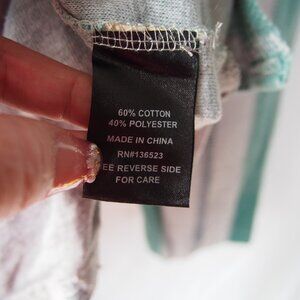 60% COTTON
40% POLYESTER
MADE IN CHINA
RN#136523
EE REVERSE SIDE
FOR CARE